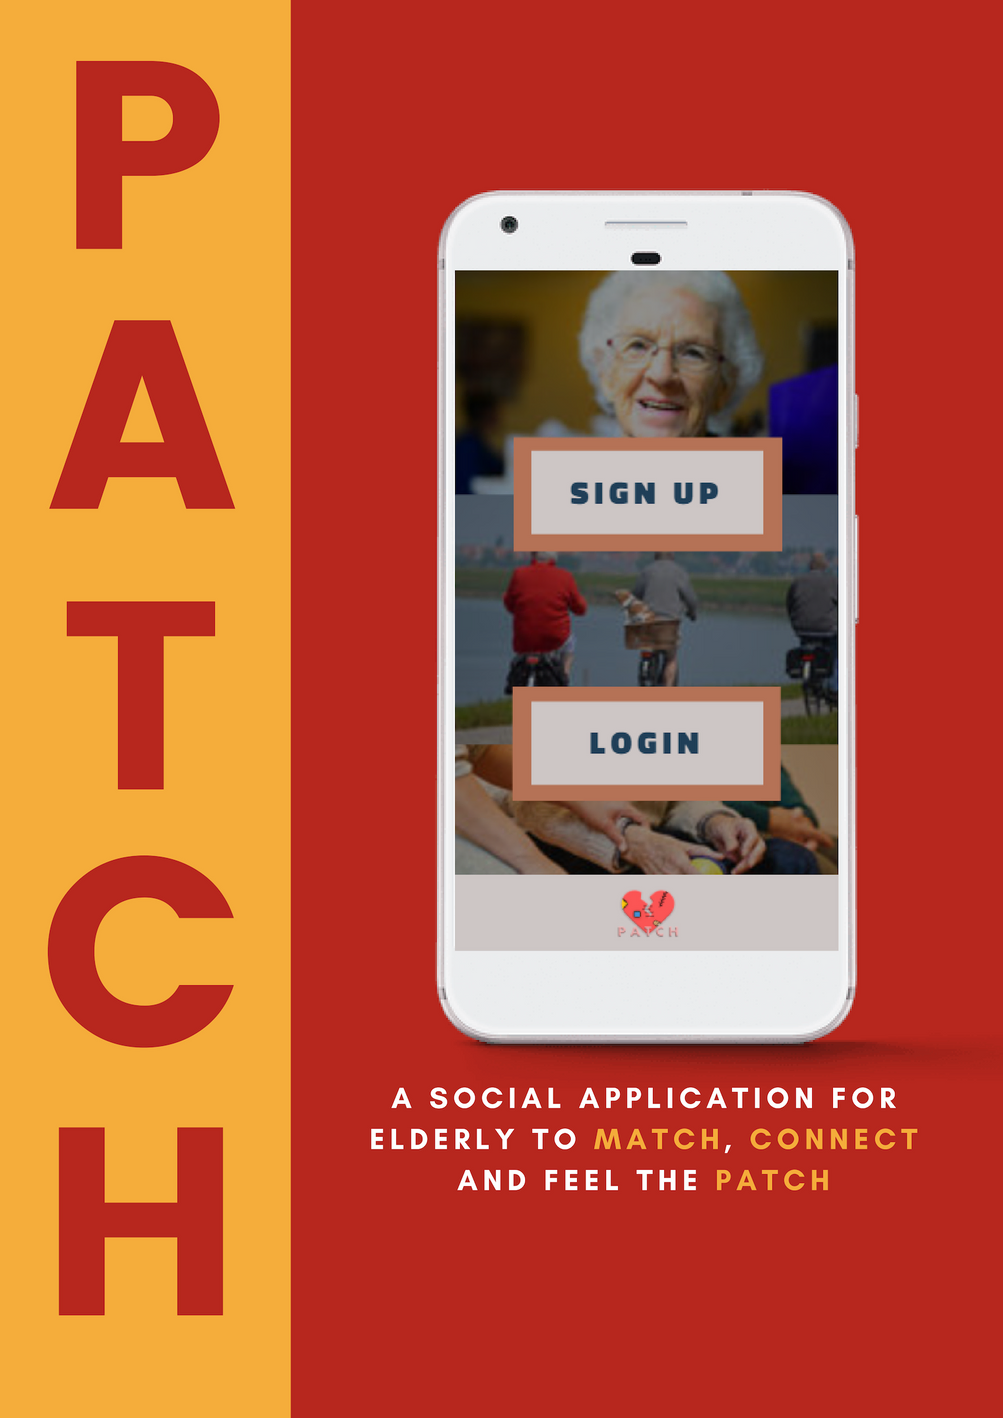 PATCH
SIGN UP
LOGIN
PATCH
A SOCIAL APPLICATION FOR
ELDERLY TO MATCH, CONNECT
AND FEEL THE PATCH